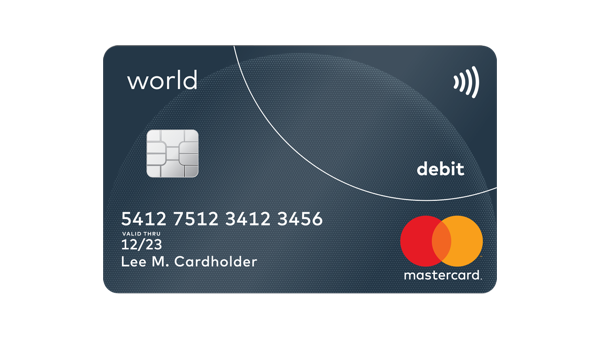 world
debit
5412 7512 3412 3456
VALID THRU
12/23
Lee M. Cardholder
mastercard.